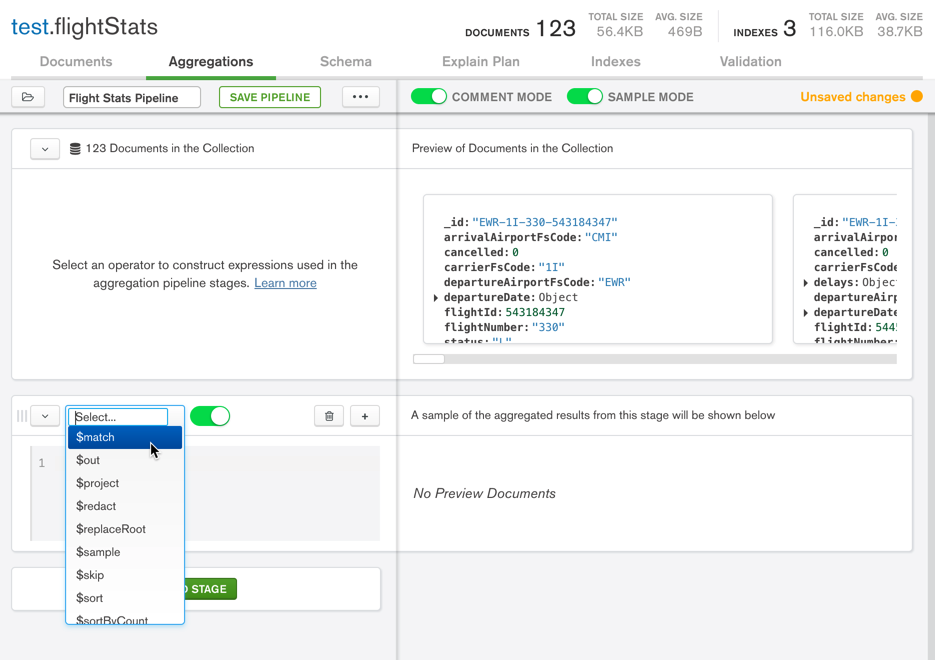 test.flightStats
DOCUMENTS 123
TOTAL SIZE
56.4KB
AVG. SIZE
469B
INDEXES 3
TOTAL SIZE
116.0KB
AVG. SIZE
38.7KB
Documents
Aggregations
Schema
Explain Plan
Indexes
Validation
Flight Stats Pipeline
SAVE PIPELINE
COMMENT MODE
SAMPLE MODE
Unsaved changes
123 Documents in the Collection
Preview of Documents in the Collection
Select an operator to construct expressions used in the
aggregation pipeline stages. Learn more
_id: "EWR-1I-330-543184347"
arrivalAirportFsCode: "CMI"
cancelled: 0
carrierFsCode: "1I"
departureAirportFsCode: "EWR"
departureDate: Object
flightId: 543184347
flightNumber: "330"
status: "L"
_id: "EWR-1I-
arrivalAirpor
cancelled: 0
carrierFsCode
delays: Objec
departureAirp
departureDate
flightId: 544
flightNumber:
Select...
A sample of the aggregated results from this stage will be shown below
1
$match
$out
$project
$redact
$replaceRoot
$sample
$skip
$sort
$sortByCount
No Preview Documents
STAGE